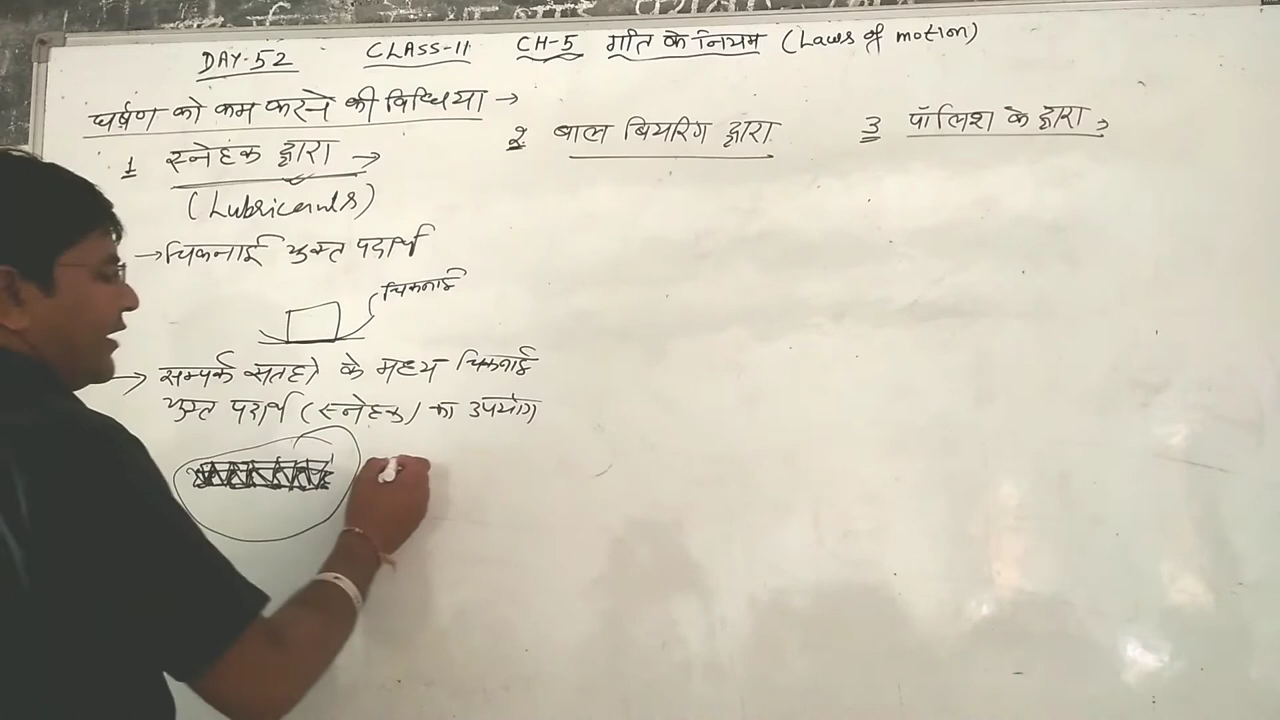 DAY-52 CLASS-11 CH-5 गति के नियम (Laws of motion)
घर्षण को कम करने की विधिया →
1 स्नेहक द्वारा →
(Lubricants)
→ चिकनाई युक्त पदार्थ
चिकनाई
→ सम्पर्क सतहो के मध्य चिकनाई
युक्त पदार्थ (स्नेहक) का उपयोग
2 बाल बियरिंग द्वारा
3 पॉलिश के द्वारा →